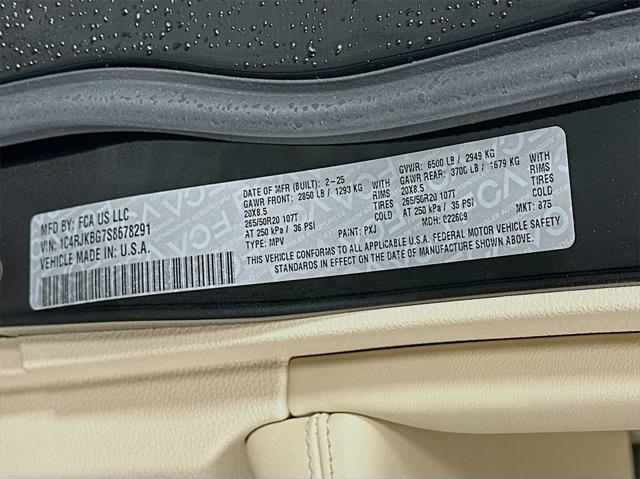 MFD BY: FCA US LLC
VIN: 1C4RJKBG7S8678291
VEHICLE MADE IN: U.S.A.
DATE OF MFR (BUILT): 2-25
GAWR FRONT: 2850 LB / 1293 KG WITH
20X8.5 RIMS
265/50R20 107T TIRES
AT 250 kPa / 36 PSI COLD
TYPE: MPV PAINT: PXJ
GVWR: 6500 LB / 2949 KG
GAWR REAR: 3700 LB / 1679 KG WITH
20X8.5 RIMS
265/50R20 107T TIRES
AT 250 kPa / 36 PSI COLD
MDH: 022609 MKT: 875
THIS VEHICLE CONFORMS TO ALL APPLICABLE U.S.A. FEDERAL MOTOR VEHICLE SAFETY
STANDARDS IN EFFECT ON THE DATE OF MANUFACTURE SHOWN ABOVE.